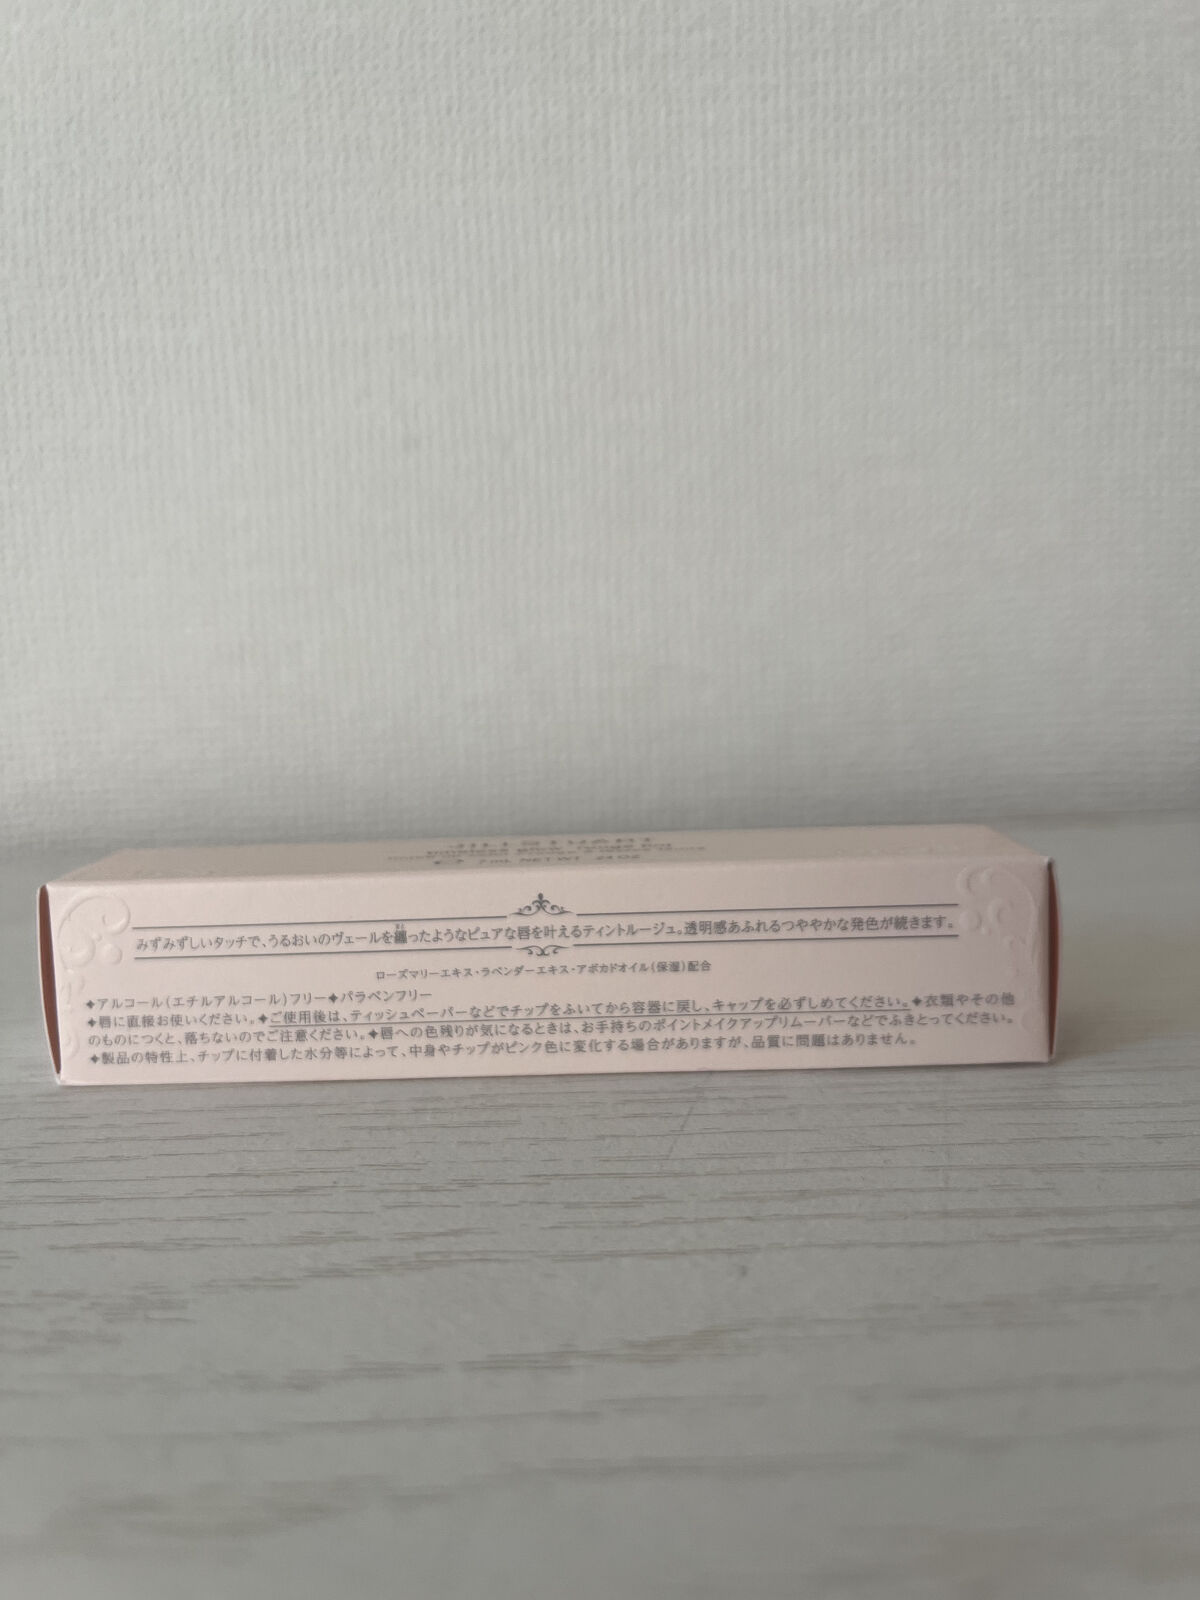 JILL STUART
7 mL NET WT. .24 OZ
みずみずしいタッチで、うるおいのヴェールを纏ったようなピュアな唇を叶えるティントルージュ。透明感あふれるつややかな発色が続きます。
ローズマリーエキス・ラベンダーエキス・アボカドオイル(保湿)配合
◆アルコール(エチルアルコール)フリー◆パラベンフリー
◆唇に直接お使いください。◆ご使用後は、ティッシュペーパーなどでチップをふいてから容器に戻し、キャップを必ずしめてください。◆衣類やその他
のものにつくと、落ちないのでご注意ください。◆唇への色残りが気になるときは、お手持ちのポイントメイクアップリムーバーなどでふきとってください。
◆製品の特性上、チップに付着した水分等によって、中身やチップがピンク色に変化する場合がありますが、品質に問題はありません。